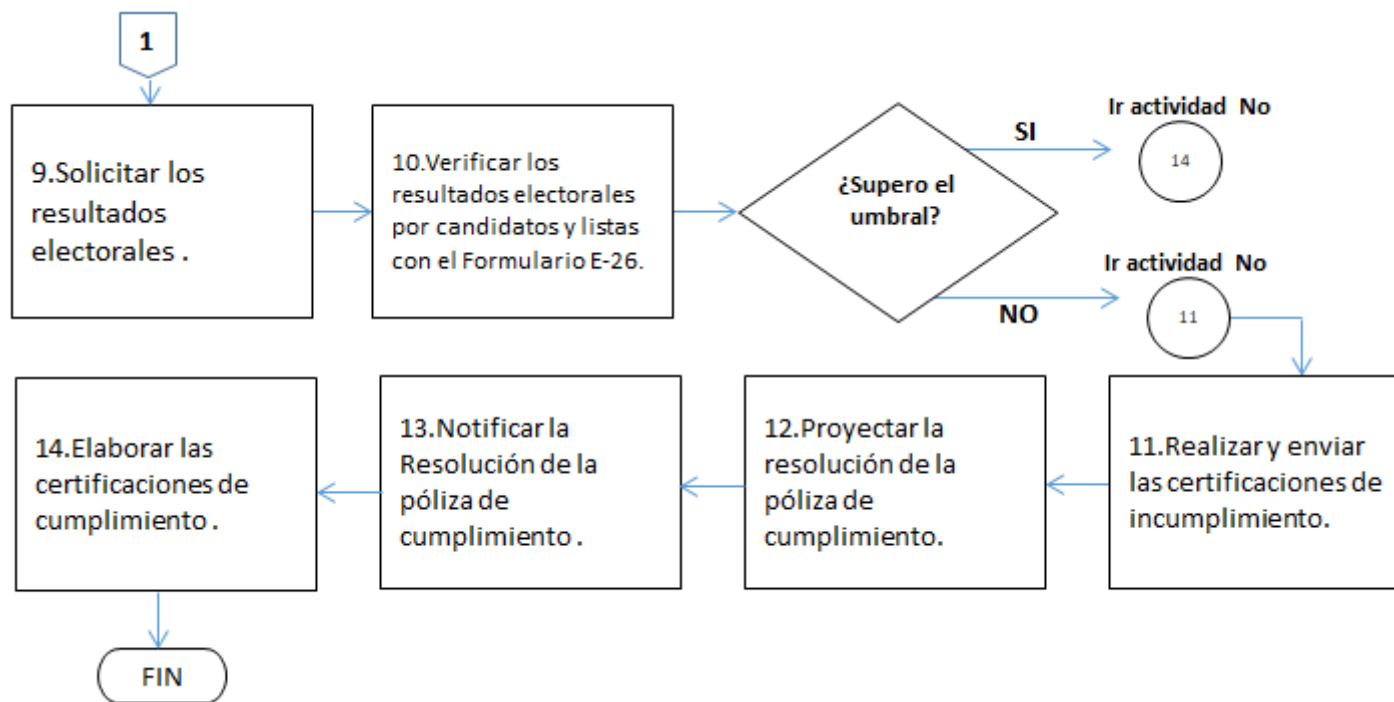 1
9.Solicitar los
resultados
electorales .
10.Verificar los
resultados electorales
por candidatos y listas
con el Formulario E-26.
¿Supero el
umbral?
SI
Ir actividad No
14
NO
Ir actividad No
11
11.Realizar y enviar
las certificaciones de
incumplimiento.
12.Proyectar la
resolución de la
póliza de
cumplimiento.
13.Notificar la
Resolución de la
póliza de
cumplimiento .
14.Elaborar las
certificaciones de
cumplimiento .
FIN